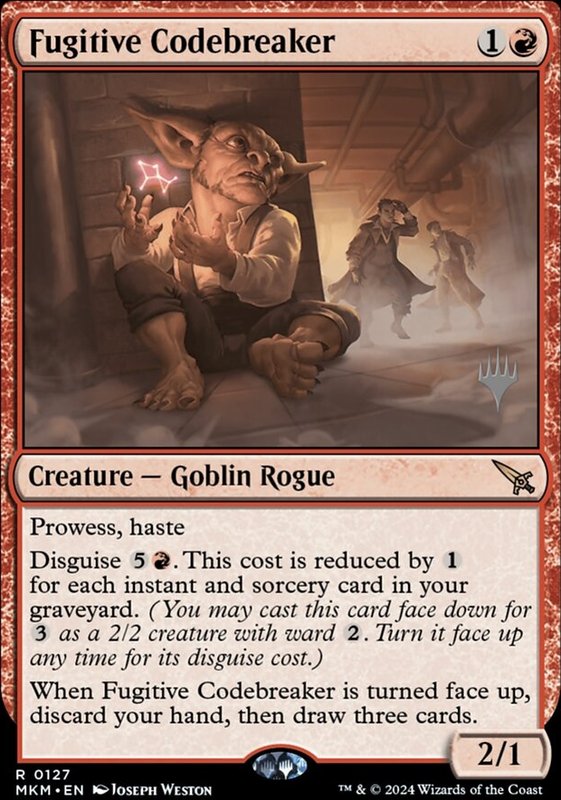 Fugitive Codebreaker 1
Creature — Goblin Rogue
Prowess, haste
Disguise 5 . This cost is reduced by 1
for each instant and sorcery card in your
graveyard. (You may cast this card face down for
3 as a 2/2 creature with ward 2. Turn it face up
any time for its disguise cost.)
When Fugitive Codebreaker is turned face up,
discard your hand, then draw three cards.
2/1
R 0127
MKM • EN Joseph Weston
™ & © 2024 Wizards of the Coast